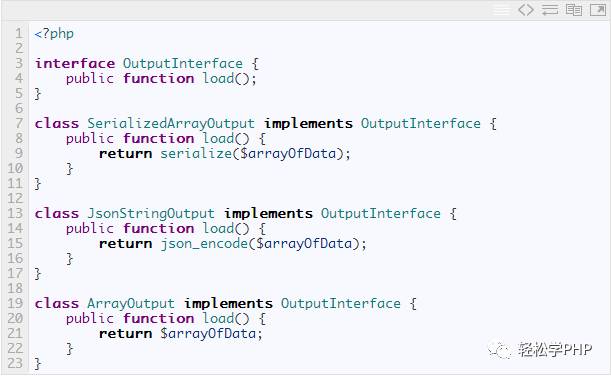 1 <?php
2
3 interface OutputInterface {
4     public function load();
5 }
6
7 class SerializedArrayOutput implements OutputInterface {
8     public function load() {
9         return serialize($arrayOfData);
10     }
11 }
12
13 class JsonStringOutput implements OutputInterface {
14     public function load() {
15         return json_encode($arrayOfData);
16     }
17 }
18
19 class ArrayOutput implements OutputInterface {
20     public function load() {
21         return $arrayOfData;
22     }
23 }
轻松学PHP